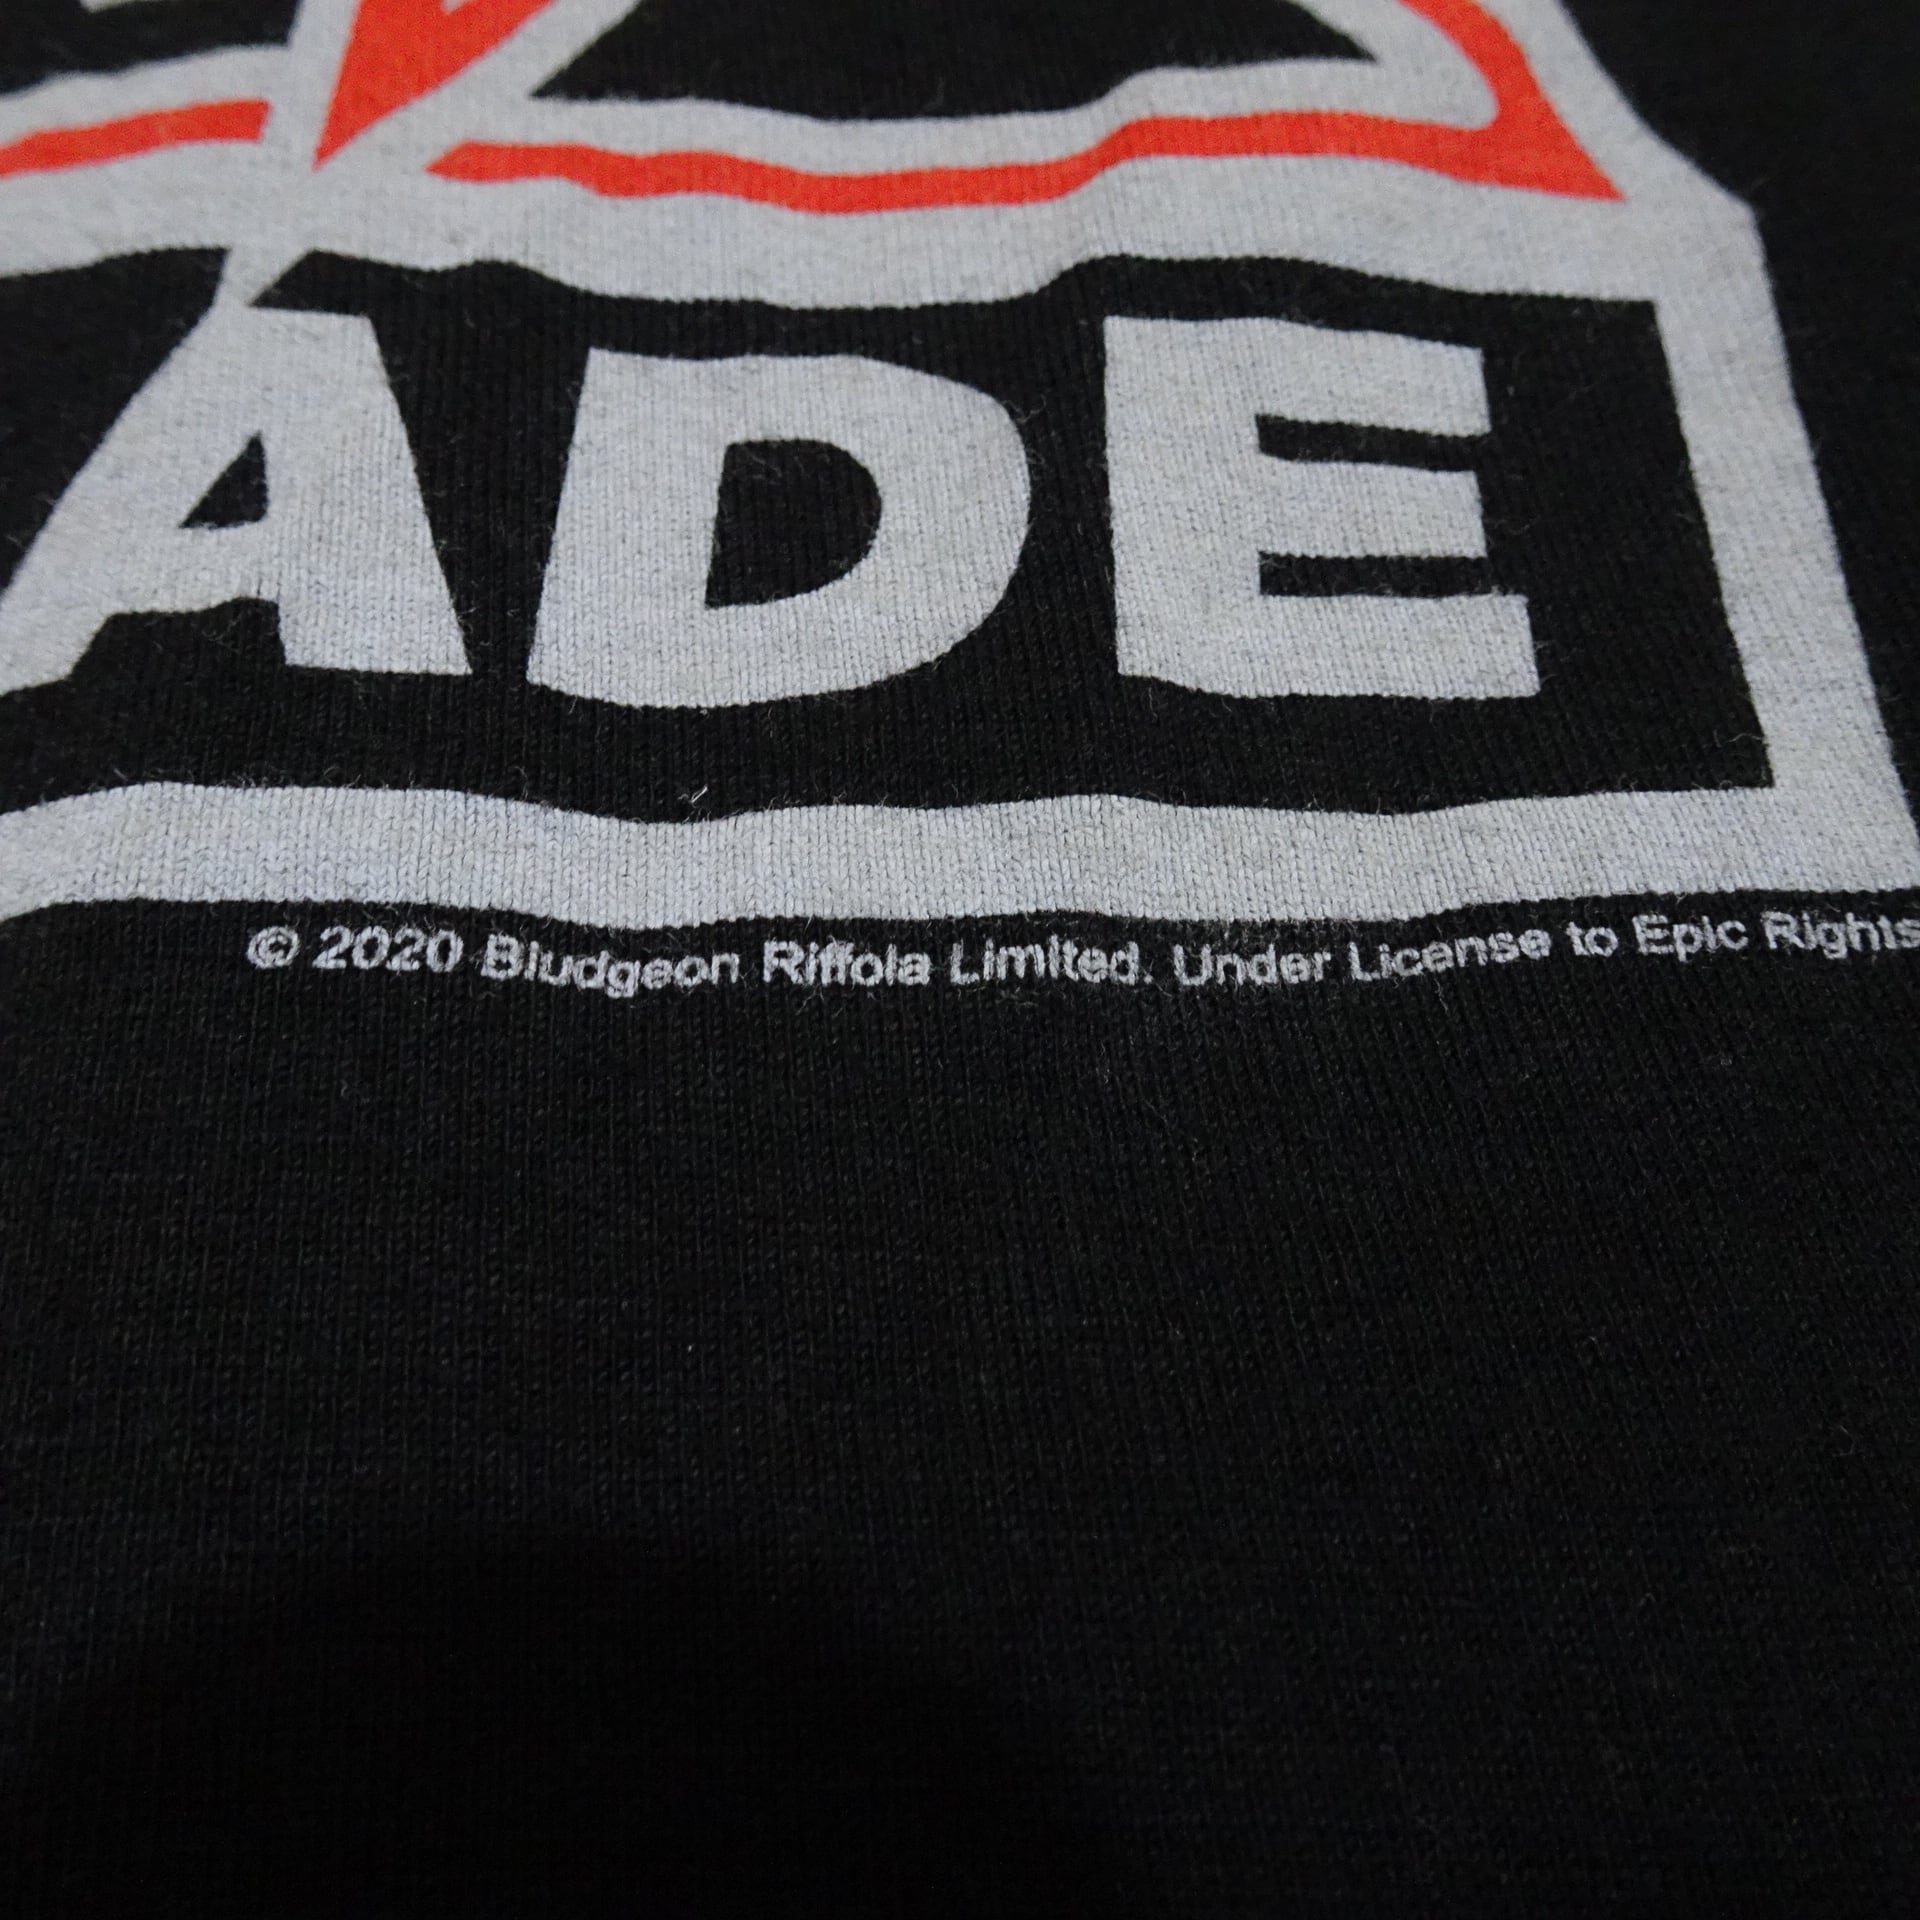 ADE
© 2020 Bludgeon Riffola Limited. Under License to Epic Rights